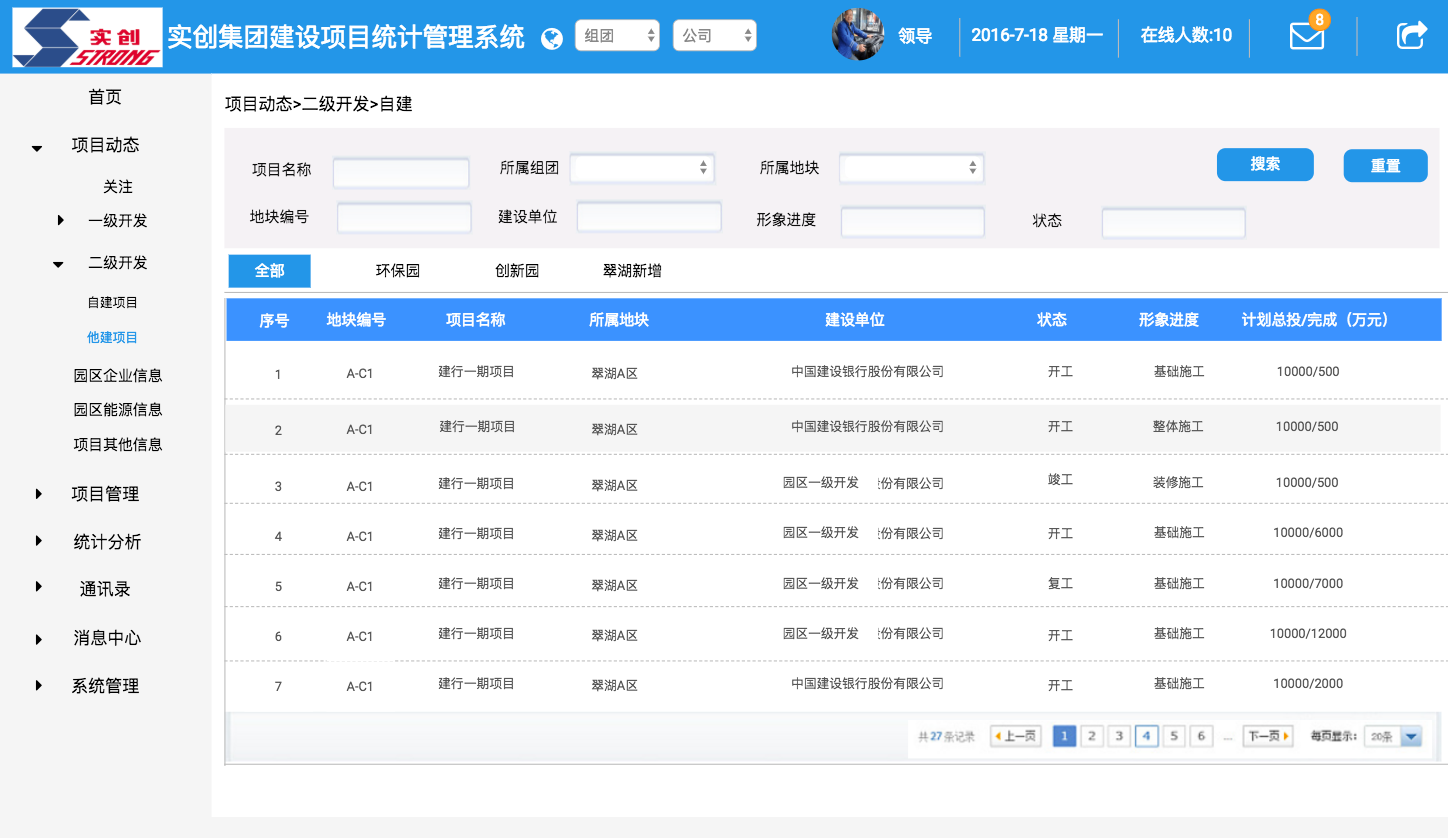 实创
STRONG
实创集团建设项目统计管理系统
组团
公司
领导
2016-7-18 星期一
在线人数:10
8
首页
项目动态
关注
一级开发
二级开发
自建项目
他建项目
园区企业信息
园区能源信息
项目其他信息
项目管理
统计分析
通讯录
消息中心
系统管理
项目动态>二级开发>自建
项目名称 所属组团 所属地块 搜索 重置
地块编号 建设单位 形象进度 状态
全部 环保园 创新园 翠湖新增
序号 地块编号 项目名称 所属地块 建设单位 状态 形象进度 计划总投/完成（万元）
1 A-C1 建行一期项目 翠湖A区 中国建设银行股份有限公司 开工 基础施工 10000/500
2 A-C1 建行一期项目 翠湖A区 中国建设银行股份有限公司 开工 整体施工 10000/500
3 A-C1 建行一期项目 翠湖A区 园区一级开发 份有限公司 竣工 装修施工 10000/500
4 A-C1 建行一期项目 翠湖A区 园区一级开发 份有限公司 开工 基础施工 10000/6000
5 A-C1 建行一期项目 翠湖A区 园区一级开发 份有限公司 复工 基础施工 10000/7000
6 A-C1 建行一期项目 翠湖A区 园区一级开发 份有限公司 开工 基础施工 10000/12000
7 A-C1 建行一期项目 翠湖A区 中国建设银行股份有限公司 开工 基础施工 10000/2000
共27条记录 上一页 1 2 3 4 5 6 ... 下一页 每页显示: 20条